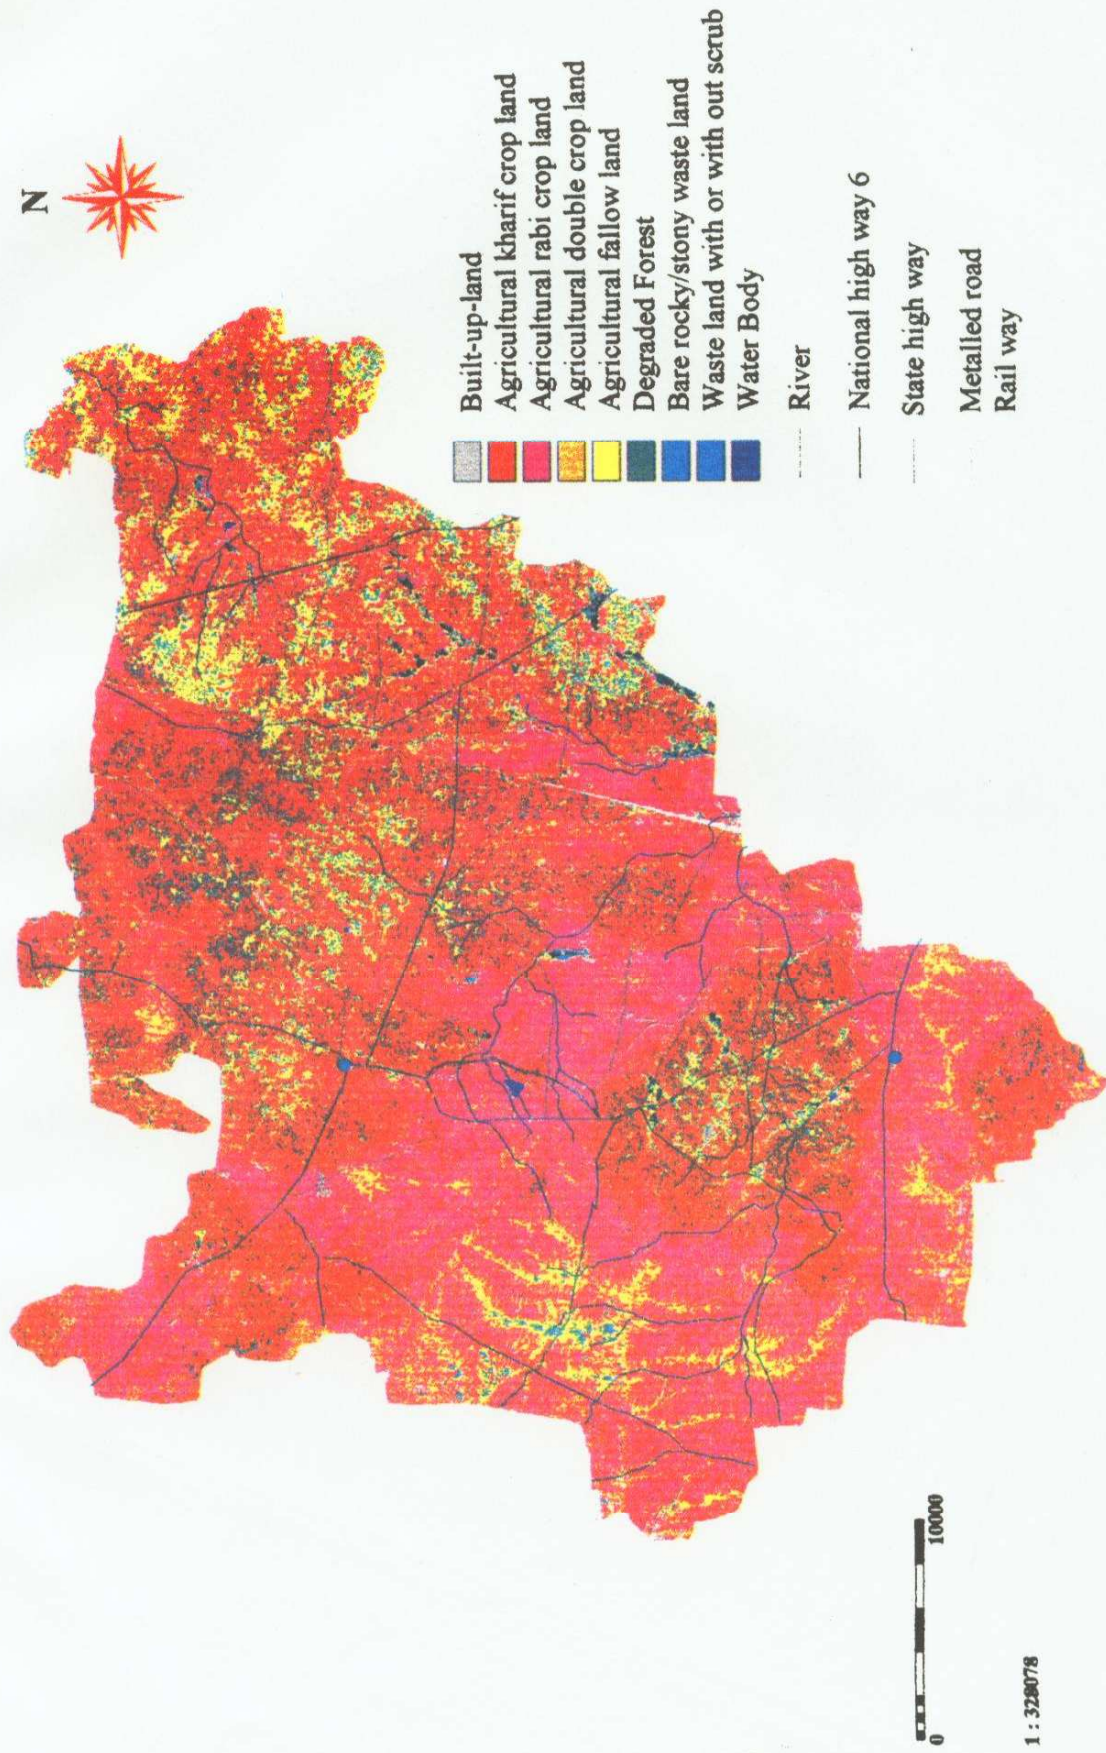 N
Built-up-land
Agricultural kharif crop land
Agricultural rabi crop land
Agricultural double crop land
Agricultural fallow land
Degraded Forest
Bare rocky/stony waste land
Waste land with or with out scrub
Water Body
River
National high way 6
State high way
Metalled road
Rail way
0 10000
1 : 328078